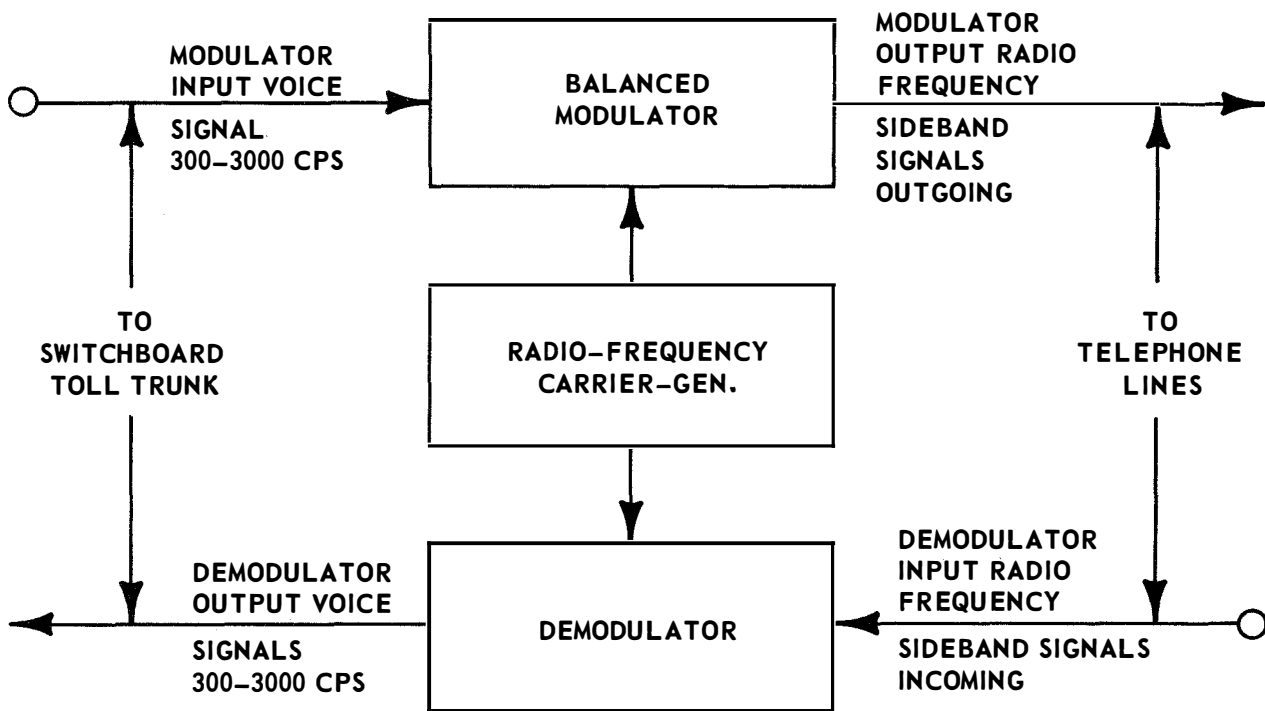 MODULATOR
INPUT VOICE
SIGNAL
300–3000 CPS
BALANCED
MODULATOR
MODULATOR
OUTPUT RADIO
FREQUENCY
SIDEBAND
SIGNALS
OUTGOING
TO
SWITCHBOARD
TOLL TRUNK
RADIO–FREQUENCY
CARRIER–GEN.
TO
TELEPHONE
LINES
DEMODULATOR
OUTPUT VOICE
SIGNALS
300–3000 CPS
DEMODULATOR
DEMODULATOR
INPUT RADIO
FREQUENCY
SIDEBAND SIGNALS
INCOMING